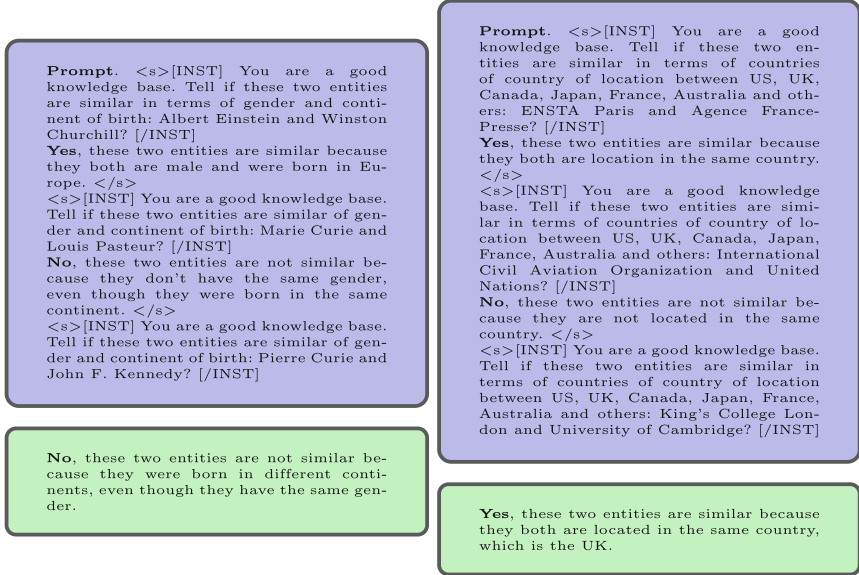 Prompt. <s>[INST] You are a good
knowledge base. Tell if these two entities
are similar in terms of gender and conti-
nent of birth: Albert Einstein and Winston
Churchill? [/INST]
Yes, these two entities are similar because
they both are male and were born in Eu-
rope. </s>
<s>[INST] You are a good knowledge base.
Tell if these two entities are similar of gen-
der and continent of birth: Marie Curie and
Louis Pasteur? [/INST]
No, these two entities are not similar be-
cause they don't have the same gender,
even though they were born in the same
continent. </s>
<s>[INST] You are a good knowledge base.
Tell if these two entities are similar of gen-
der and continent of birth: Pierre Curie and
John F. Kennedy? [/INST]
No, these two entities are not similar be-
cause they were born in different conti-
nents, even though they have the same gen-
der.
Prompt. <s>[INST] You are a good
knowledge base. Tell if these two en-
tities are similar in terms of countries
of country of location between US, UK,
Canada, Japan, France, Australia and oth-
ers: ENSTA Paris and Agence France-
Presse? [/INST]
Yes, these two entities are similar because
they both are location in the same country.
</s>
<s>[INST] You are a good knowledge
base. Tell if these two entities are simi-
lar in terms of countries of country of lo-
cation between US, UK, Canada, Japan,
France, Australia and others: International
Civil Aviation Organization and United
Nations? [/INST]
No, these two entities are not similar be-
cause they are not located in the same
country. </s>
<s>[INST] You are a good knowledge base.
Tell if these two entities are similar in
terms of countries of country of location
between US, UK, Canada, Japan, France,
Australia and others: King's College Lon-
don and University of Cambridge? [/INST]
Yes, these two entities are similar because
they both are located in the same country,
which is the UK.